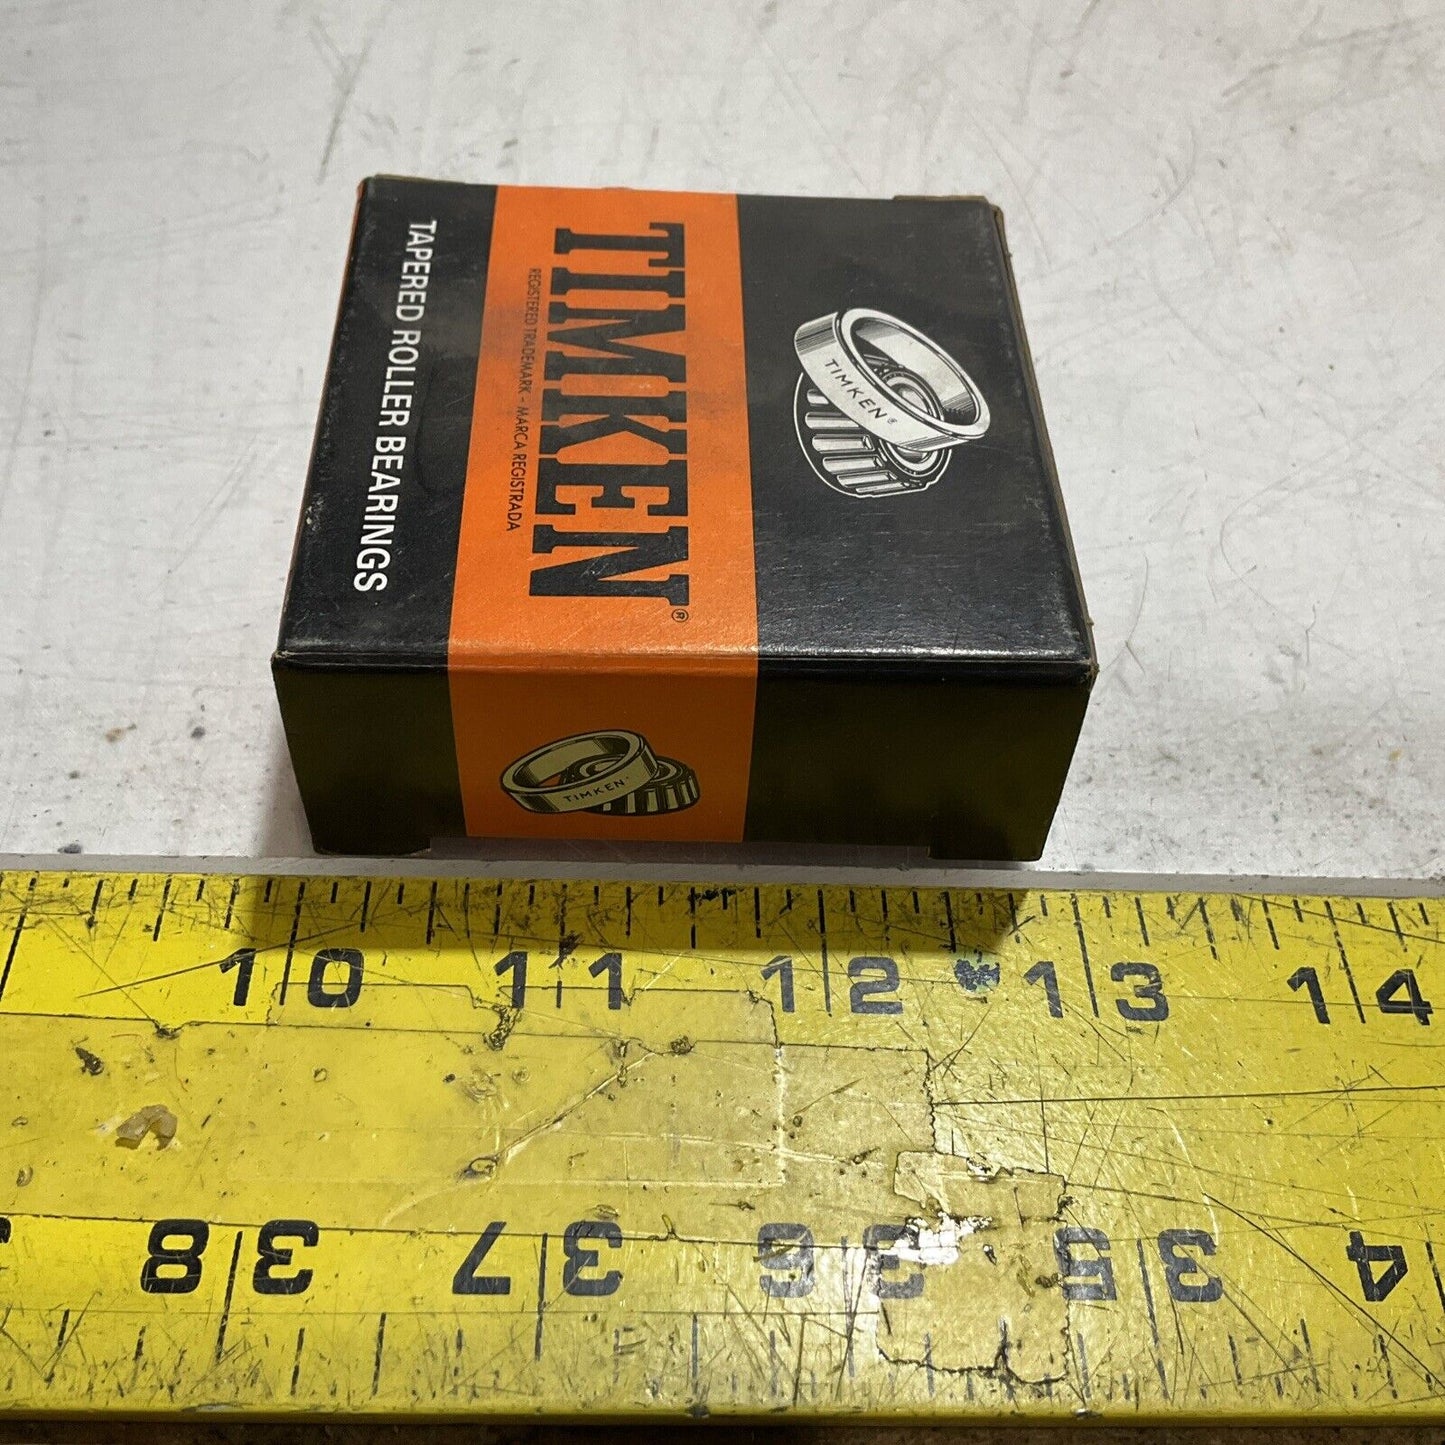 TIMKEN®
REGISTERED TRADEMARK - MARCA REGISTRADA
TAPERED ROLLER BEARINGS
TIMKEN®
TIMKEN®
10 11 12 13 14
38 37 36 35 34